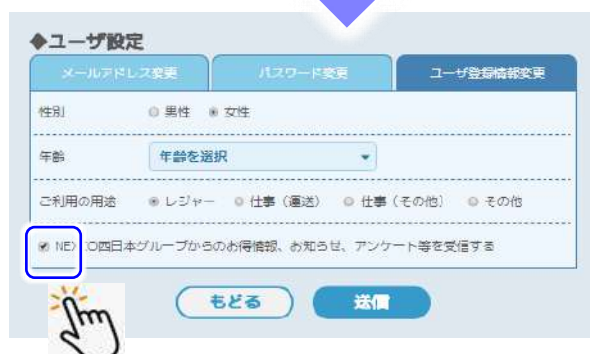 ◆ユーザ設定
メールアドレス変更 パスワード変更 ユーザ登録情報変更
性別 男性 女性
年齢 年齢を選択
ご利用の用途 レジャー 仕事（運送） 仕事（その他） その他
NEXCO西日本グループからのお得情報、お知らせ、アンケート等を受信する
もどる 送信